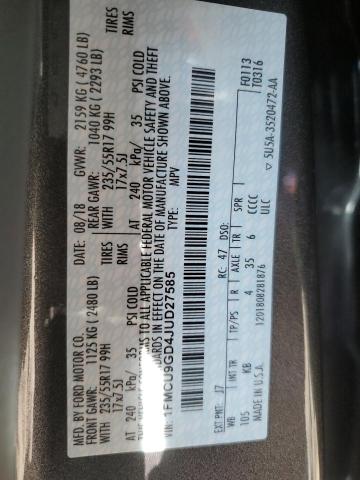 MFD. BY FORD MOTOR CO.
DATE: 08/18 GVWR: 2159 KG ( 4760 LB)
FRONT GAWR: 1125 KG ( 2480 LB) REAR GAWR: 1040 KG ( 2293 LB)
WITH 235/55R17 99H TIRES WITH 235/55R17 99H TIRES
17x7.5J RIMS 17x7.5J RIMS
AT 240 kPa/ 35 PSI COLD AT 240 kPa/ 35 PSI COLD
THIS VEHICLE CONFORMS TO ALL APPLICABLE FEDERAL MOTOR VEHICLE SAFETY AND THEFT
PREVENTION STANDARDS IN EFFECT ON THE DATE OF MANUFACTURE SHOWN ABOVE.
VIN: 1FMCU9GD4JUD27585
TYPE: MPV
F0113
T0316
EXT PNT: J7 RC: 47 DSO:
WB INT TR TP/PS R AXLE TR SPR
105 KB 4 35 6 CCCC
MADE IN U.S.A. 1201808281876 ULC
5U5A-3520472-AA